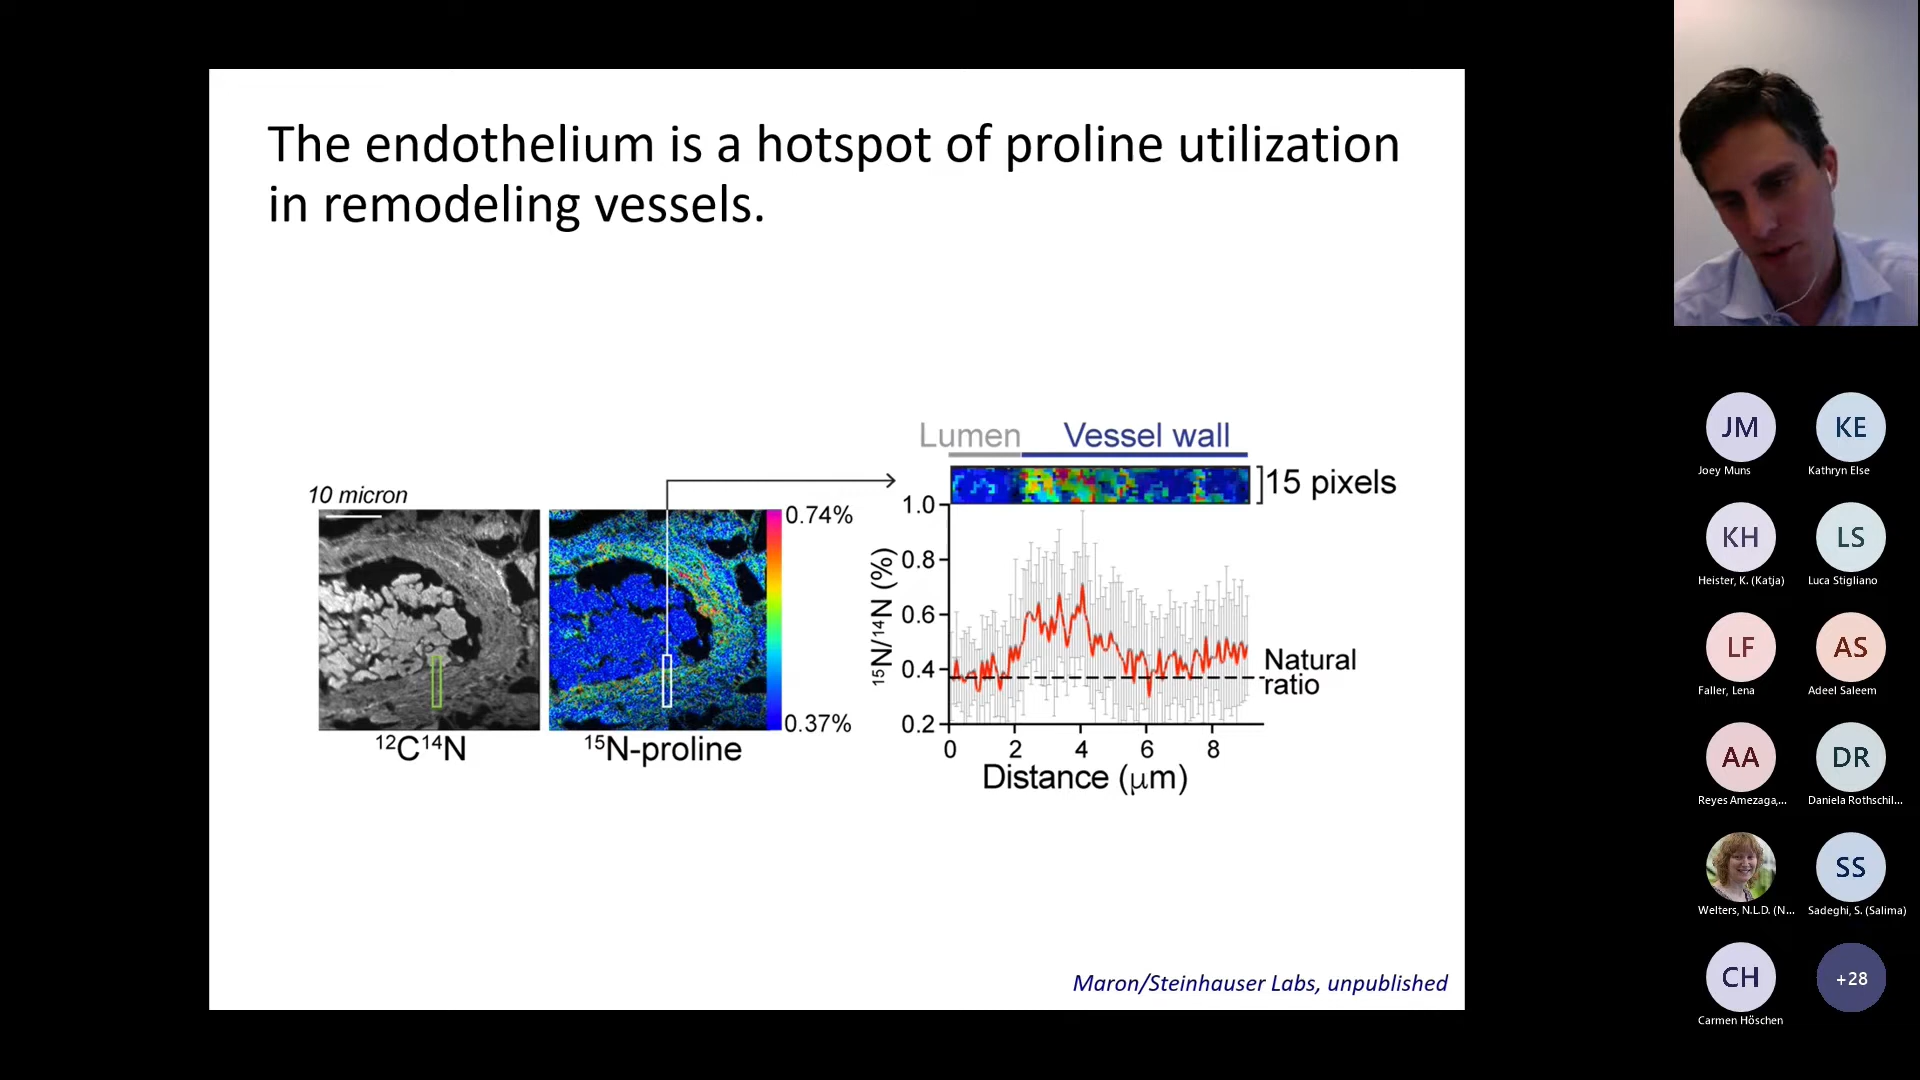 The endothelium is a hotspot of proline utilization
in remodeling vessels.
10 micron
¹²C¹⁴N
0.74%
0.37%
¹⁵N-proline
Lumen
Vessel wall
15 pixels
¹⁵N/¹⁴N (%)
1.0
0.8
0.6
0.4
0.2
0 2 4 6 8
Distance (μm)
Natural
ratio
Maron/Steinhauser Labs, unpublished
JM
Joey Muns
KE
Kathryn Else
KH
Heister, K. (Katja)
LS
Luca Stigliano
LF
Faller, Lena
AS
Adeel Saleem
AA
Reyes Amezaga,...
DR
Daniela Rothschil...
Welters, N.L.D. (N...
SS
Sadeghi, S. (Salima)
CH
Carmen Höschen
+28